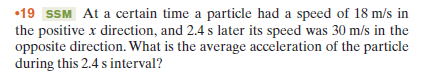 •19 SSM At a certain time a particle had a speed of 18 m/s in
the positive x direction, and 2.4 s later its speed was 30 m/s in the
opposite direction. What is the average acceleration of the particle
during this 2.4 s interval?